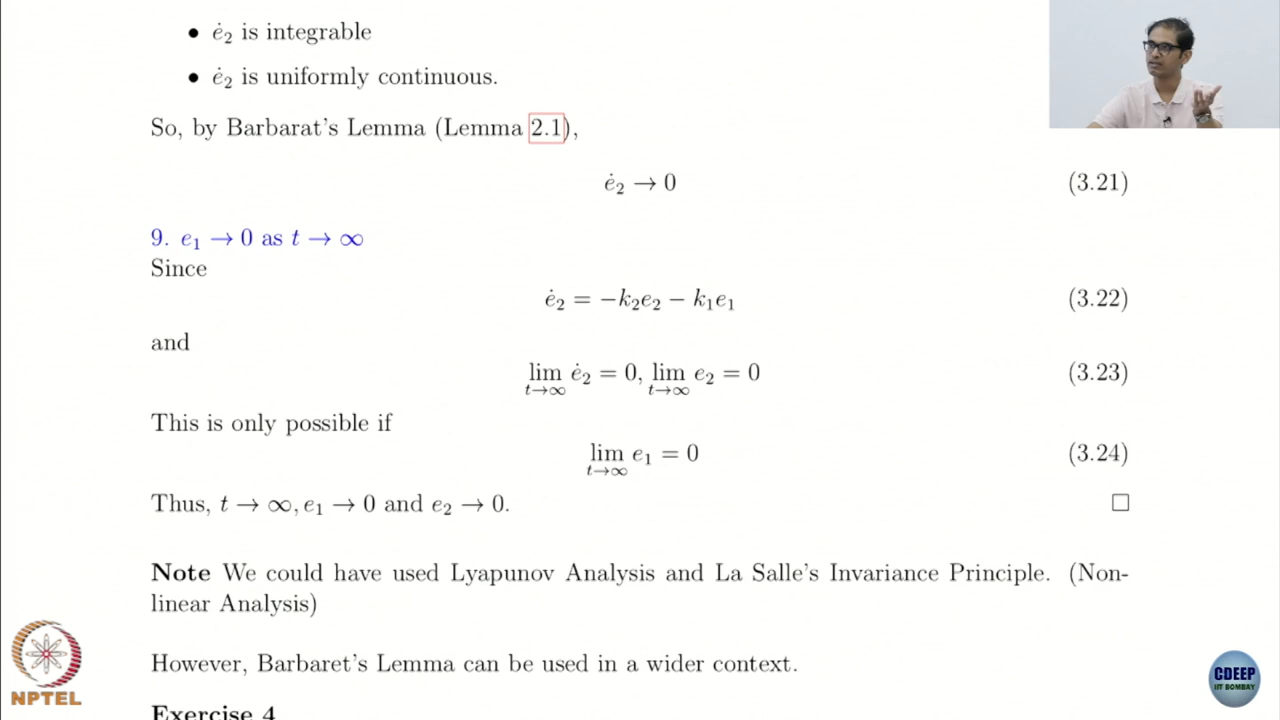 • ė₂ is integrable
• ė₂ is uniformly continuous.
So, by Barbarat's Lemma (Lemma 2.1),
ė₂ → 0 (3.21)
9. e₁ → 0 as t → ∞
Since
ė₂ = −k₂e₂ − k₁e₁ (3.22)
and
lim_{t→∞} ė₂ = 0, lim_{t→∞} e₂ = 0 (3.23)
This is only possible if
lim_{t→∞} e₁ = 0 (3.24)
Thus, t → ∞, e₁ → 0 and e₂ → 0. □
Note We could have used Lyapunov Analysis and La Salle's Invariance Principle. (Non-
linear Analysis)
However, Barbaret's Lemma can be used in a wider context.
Exercise 4
NPTEL
CDEEP
IIT BOMBAY